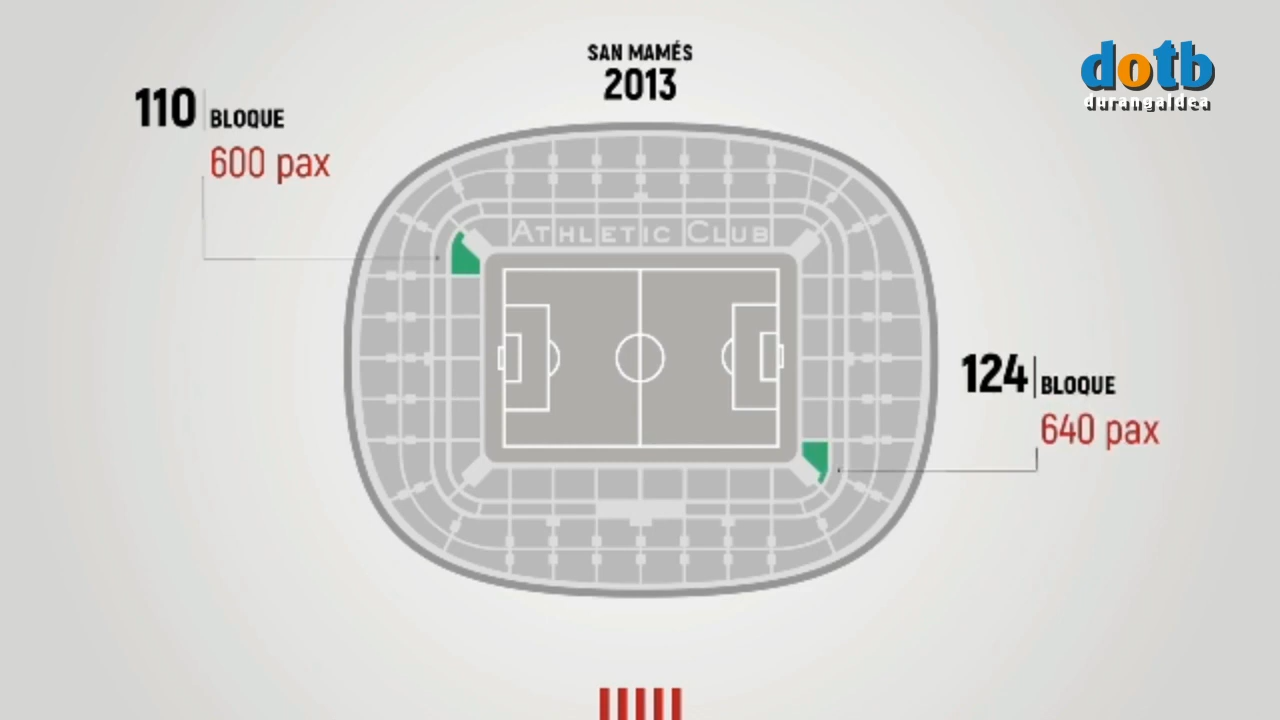 SAN MAMÉS
2013
dotb
durangaldea
110 BLOQUE
600 pax
ATHLETIC CLUB
124 BLOQUE
640 pax